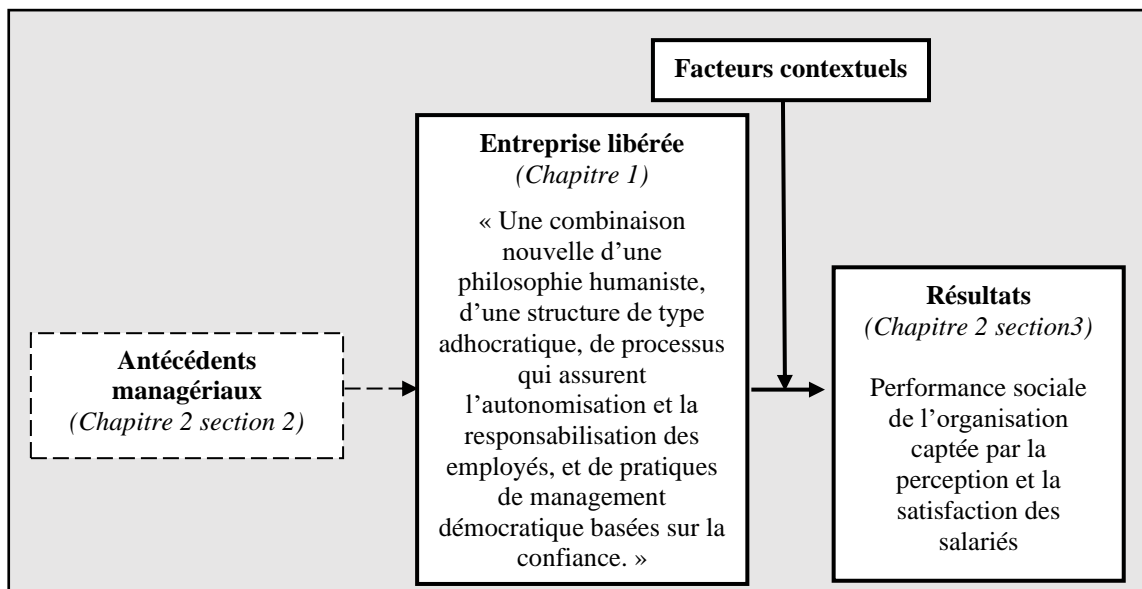 Facteurs contextuels
Entreprise libérée
(Chapitre 1)
« Une combinaison
nouvelle d’une
philosophie humaniste,
d’une structure de type
adhocratique, de processus
qui assurent
l’autonomisation et la
responsabilisation des
employés, et de pratiques
de management
démocratique basées sur la
confiance. »
Antécédents
managériaux
(Chapitre 2 section 2)
Résultats
(Chapitre 2 section3)
Performance sociale
de l’organisation
captée par la
perception et la
satisfaction des
salariés